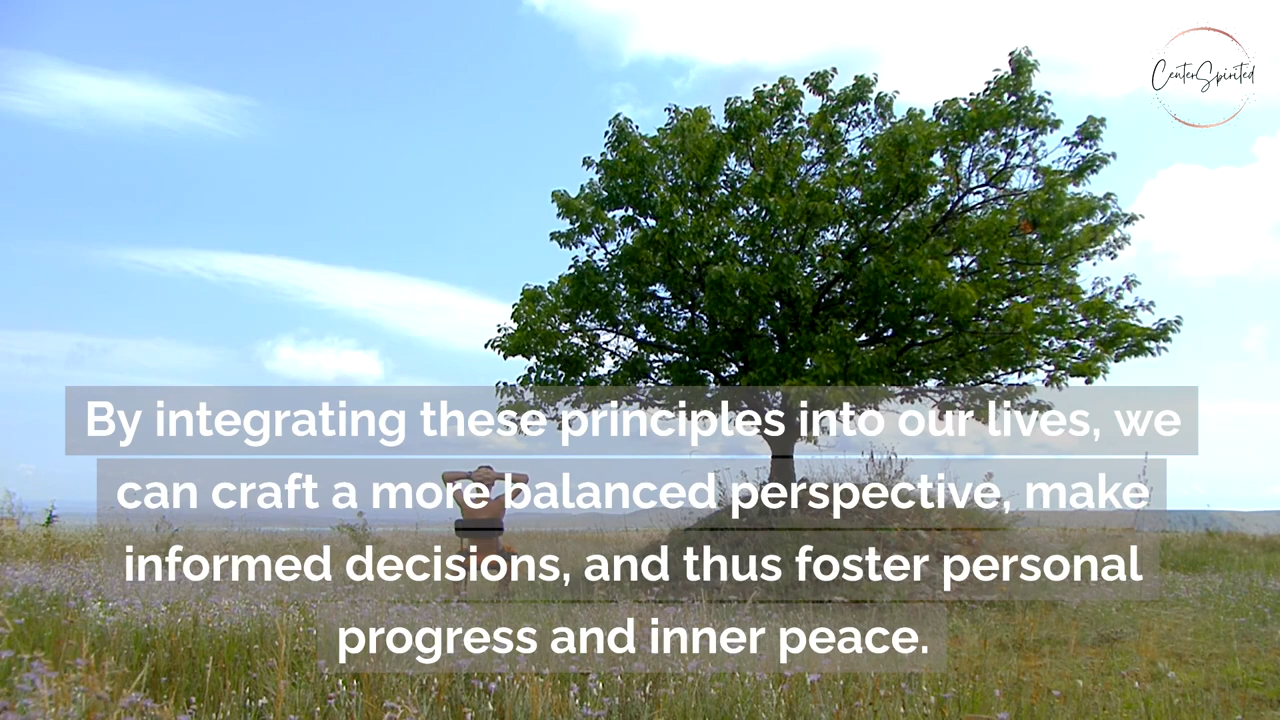 CenterSpirited
By integrating these principles into our lives, we
can craft a more balanced perspective, make
informed decisions, and thus foster personal
progress and inner peace.